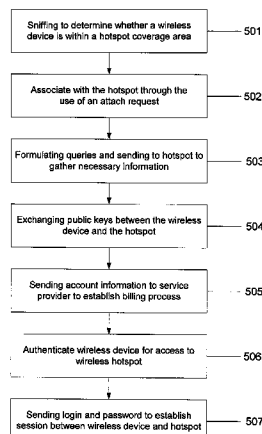 Sniffing to determine whether a wireless
device is within a hotspot coverage area
501
Associate with the hotspot through the
use of an attach request
502
Formulating queries and sending to hotspot to
gather necessary information
503
Exchanging public keys between the wireless
device and the hotspot
504
Sending account information to service
provider to establish billing process
505
Authenticate wireless device for access to
wireless hotspot
506
Sending login and password to establish
session between wireless device and hotspot
507